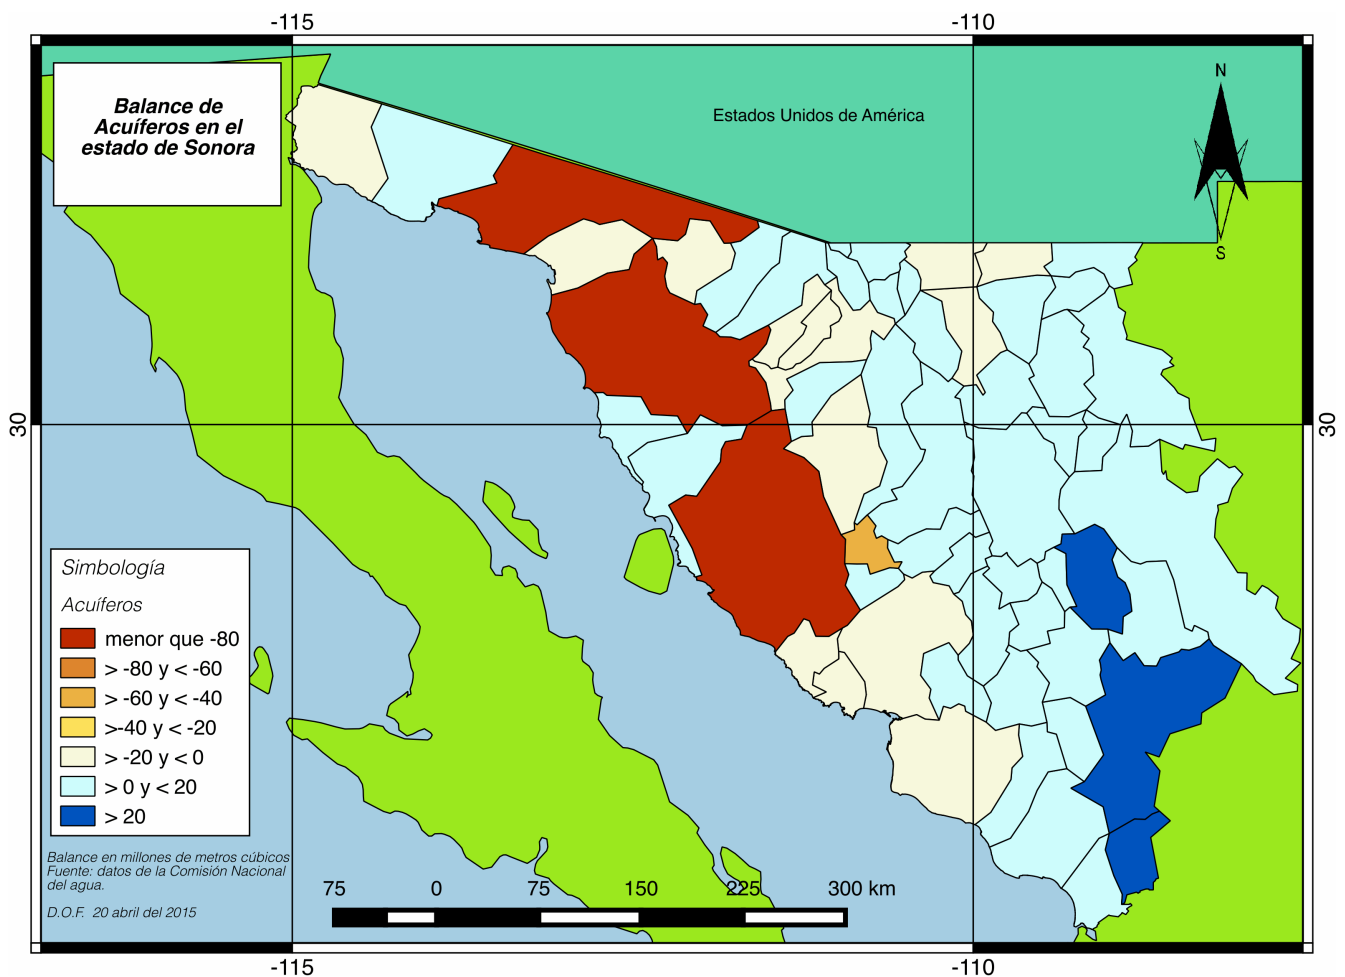 -115
-110
Balance de
Acuíferos en el
estado de Sonora
Estados Unidos de América
N
S
30
30
Simbología
Acuíferos
menor que -80
> -80 y < -60
> -60 y < -40
>-40 y < -20
> -20 y < 0
> 0 y < 20
> 20
Balance en millones de metros cúbicos
Fuente: datos de la Comisión Nacional
del agua.
D.O.F. 20 abril del 2015
75 0 75 150 225 300 km
-115
-110